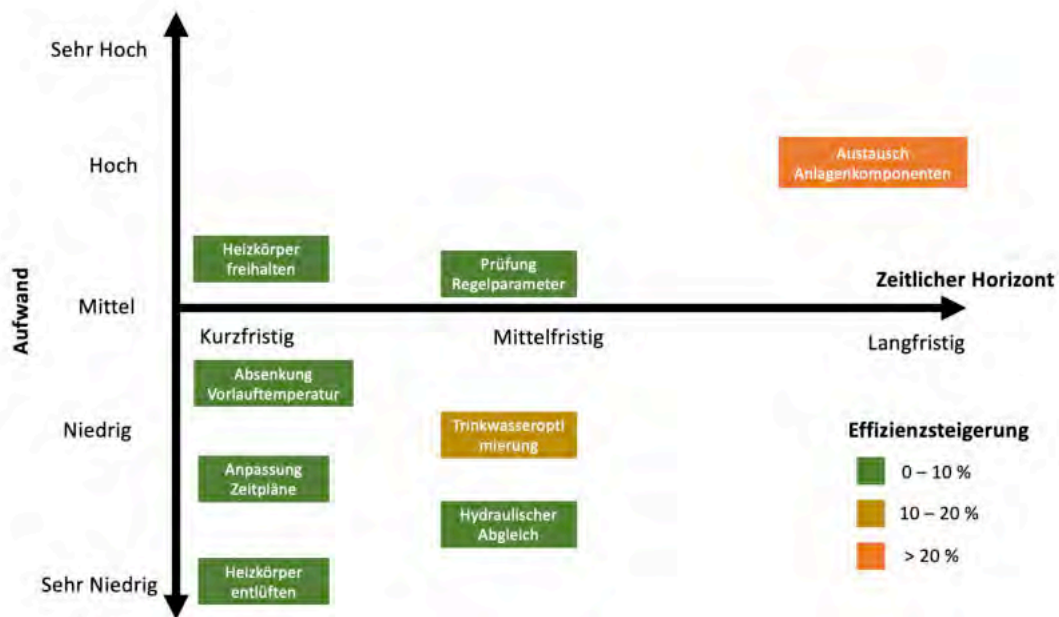 Sehr Hoch
Hoch
Austausch
Anlagenkomponenten
Heizkörper
freihalten
Prüfung
Regelparameter
Zeitlicher Horizont
Aufwand
Mittel
Kurzfristig
Mittelfristig
Langfristig
Absenkung
Vorlauftemperatur
Niedrig
Trinkwasseropti
mierung
Effizienzsteigerung
Anpassung
Zeitpläne
0 – 10 %
Hydraulischer
Abgleich
10 – 20 %
> 20 %
Sehr Niedrig
Heizkörper
entlüften